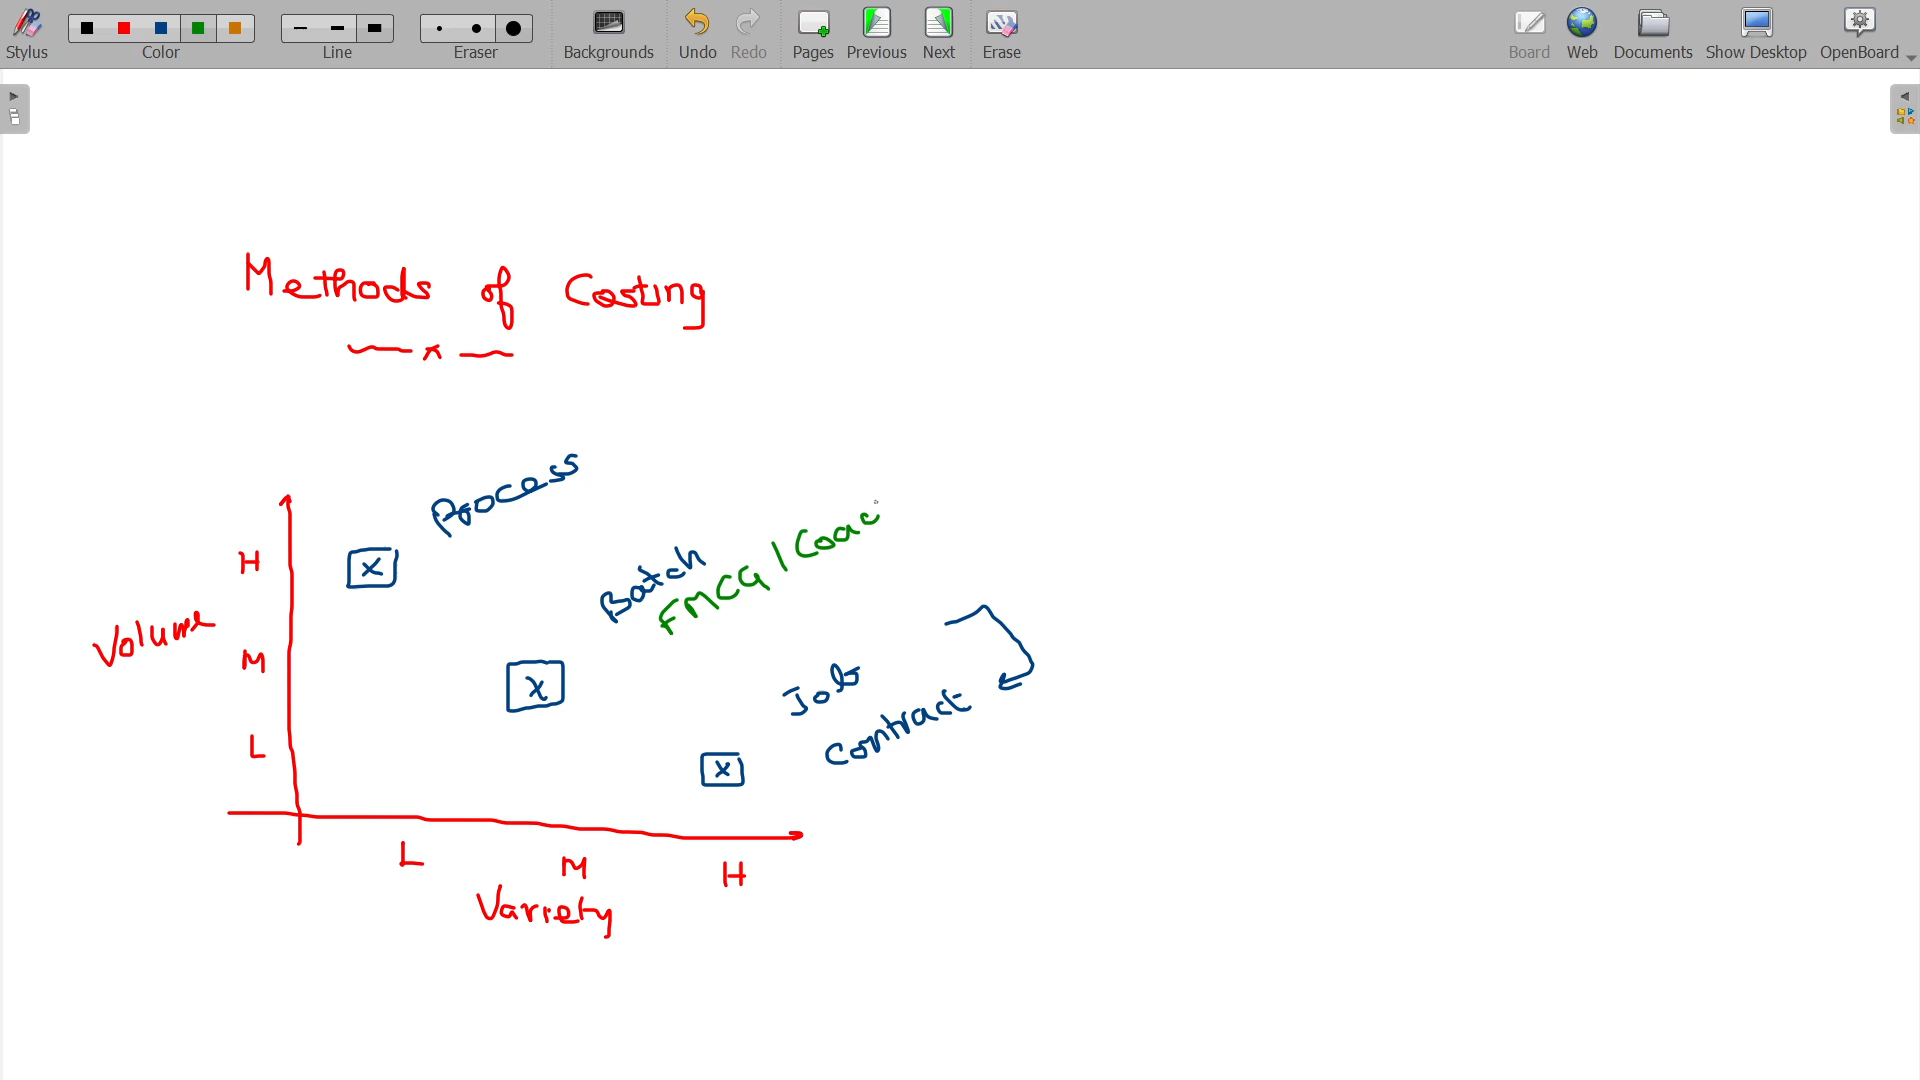 Stylus
Color
Line
Eraser
Backgrounds
Undo
Redo
Pages
Previous
Next
Erase
Board
Web
Documents
Show Desktop
OpenBoard
Methods of Costing
x
Process
H
X
Batch
FMCG / Coac
Volume
M
X
Job
Contract
L
X
L
M
H
Variety